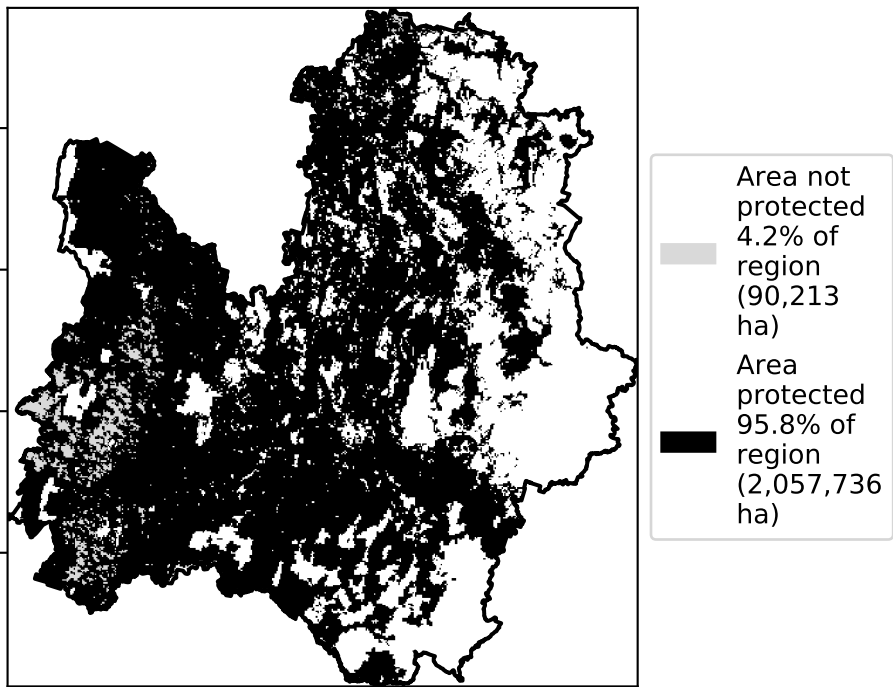 Area not
protected
4.2% of
region
(90,213
ha)
Area
protected
95.8% of
region
(2,057,736
ha)